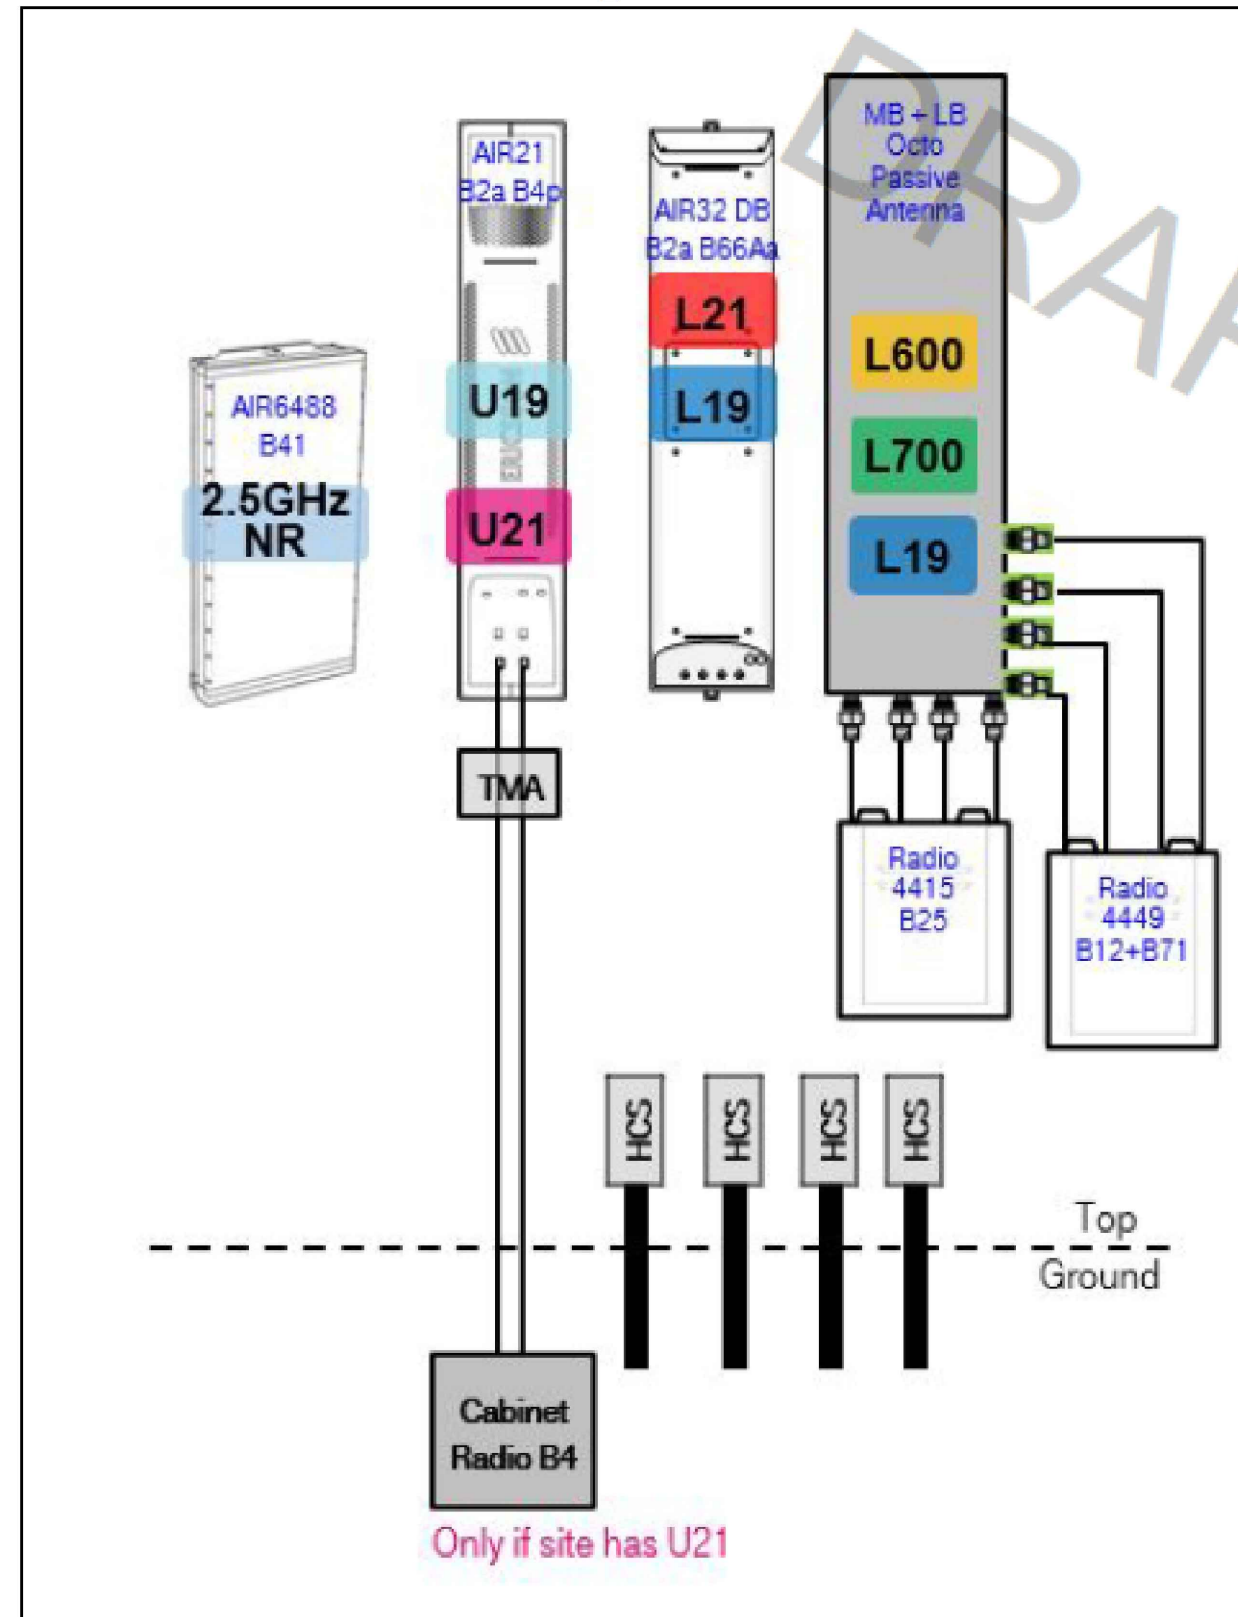 AIR6488
B41
2.5GHz
NR
AIR21
B2a B4p
U19
U21
TMA
AIR32 DB
B2a B66Aa
L21
L19
MB + LB
Octo
Passive
Antenna
L600
L700
L19
Radio
4415
B25
Radio
4449
B12+B71
HCS
HCS
HCS
HCS
Top
Ground
Cabinet
Radio B4
Only if site has U21